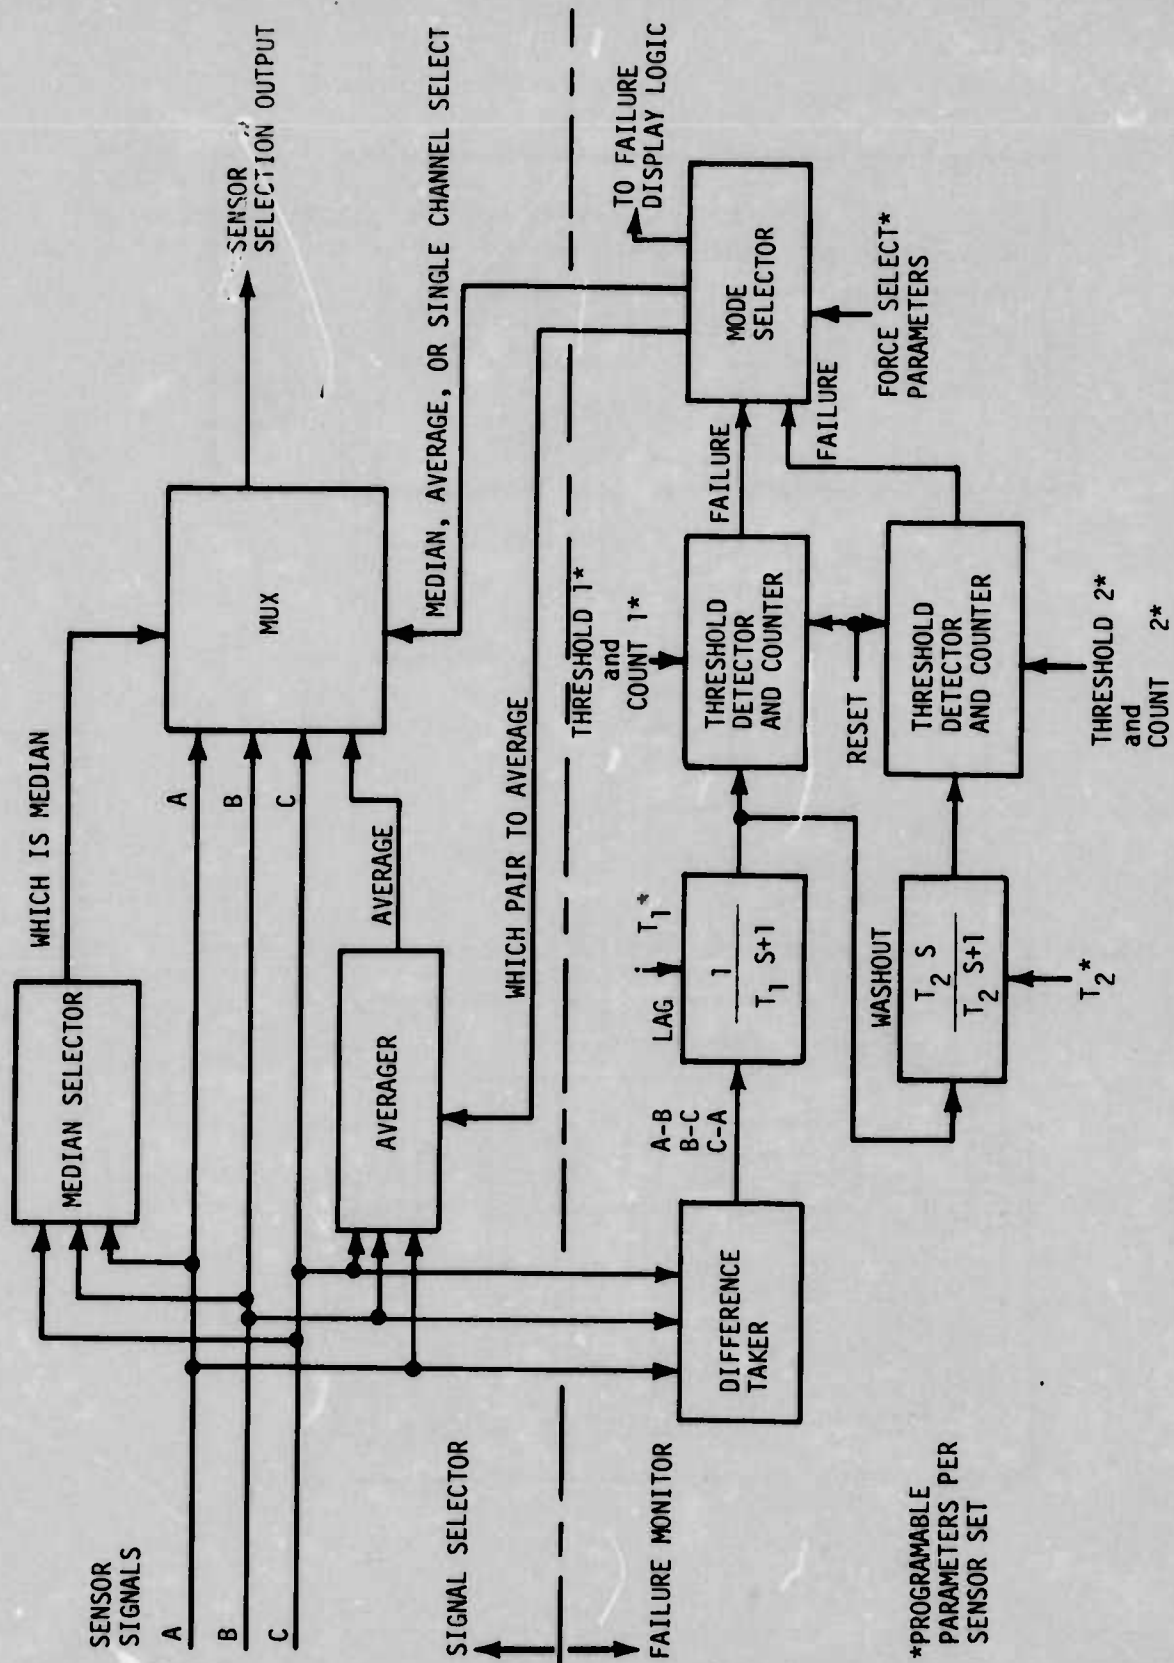 SENSOR
SIGNALS
A
B
C
MEDIAN SELECTOR
WHICH IS MEDIAN
A
B
C
MUX
SENSOR
SELECTION OUTPUT
AVERAGER
AVERAGE
WHICH PAIR TO AVERAGE
MEDIAN, AVERAGE, OR SINGLE CHANNEL SELECT
SIGNAL SELECTOR
FAILURE MONITOR
DIFFERENCE
TAKER
A-B
B-C
C-A
LAG
T1*
1
T1 S+1
WASHOUT
T2 S
T2 S+1
T2*
THRESHOLD 1*
and
COUNT 1*
THRESHOLD
DETECTOR
AND COUNTER
RESET
THRESHOLD
DETECTOR
AND COUNTER
THRESHOLD 2*
and
COUNT 2*
FAILURE
FAILURE
MODE
SELECTOR
TO FAILURE
DISPLAY LOGIC
FORCE SELECT*
PARAMETERS
*PROGRAMABLE
PARAMETERS PER
SENSOR SET